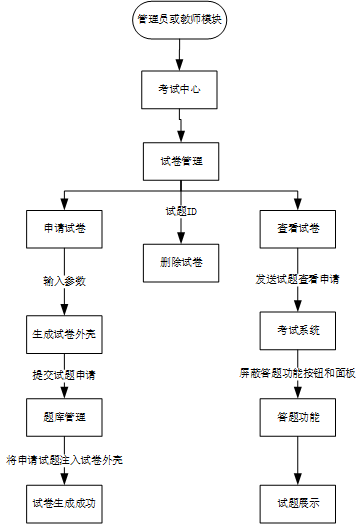 管理员或教师模块
考试中心
试卷管理
试题ID
申请试卷
删除试卷
查看试卷
输入参数
发送试题查看申请
生成试卷外壳
考试系统
提交试题申请
屏蔽答题功能按钮和面板
题库管理
答题功能
将申请试题注入试卷外壳
试卷生成成功
试题展示